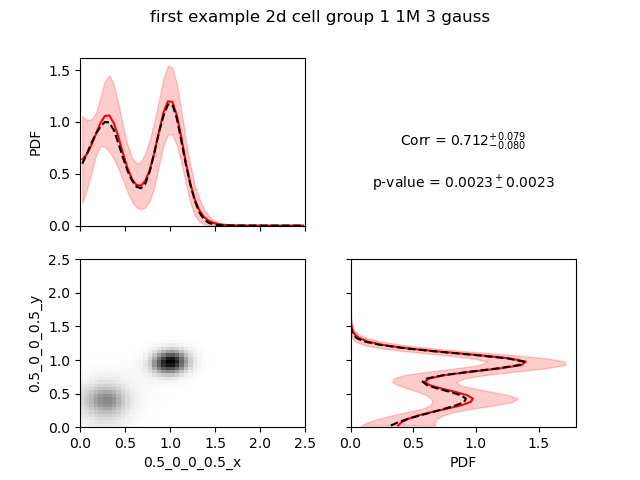 first example 2d cell group 1 1M 3 gauss
1.5
1.0
0.5
0.0
PDF
Corr = 0.712^{+0.079}_{-0.080}
p-value = 0.0023 ± 0.0023
2.5
2.0
1.5
1.0
0.5
0.0
0.5_0_0_0.5_y
0.0 0.5 1.0 1.5 2.0 2.5
0.5_0_0_0.5_x
0.0 0.5 1.0 1.5
PDF